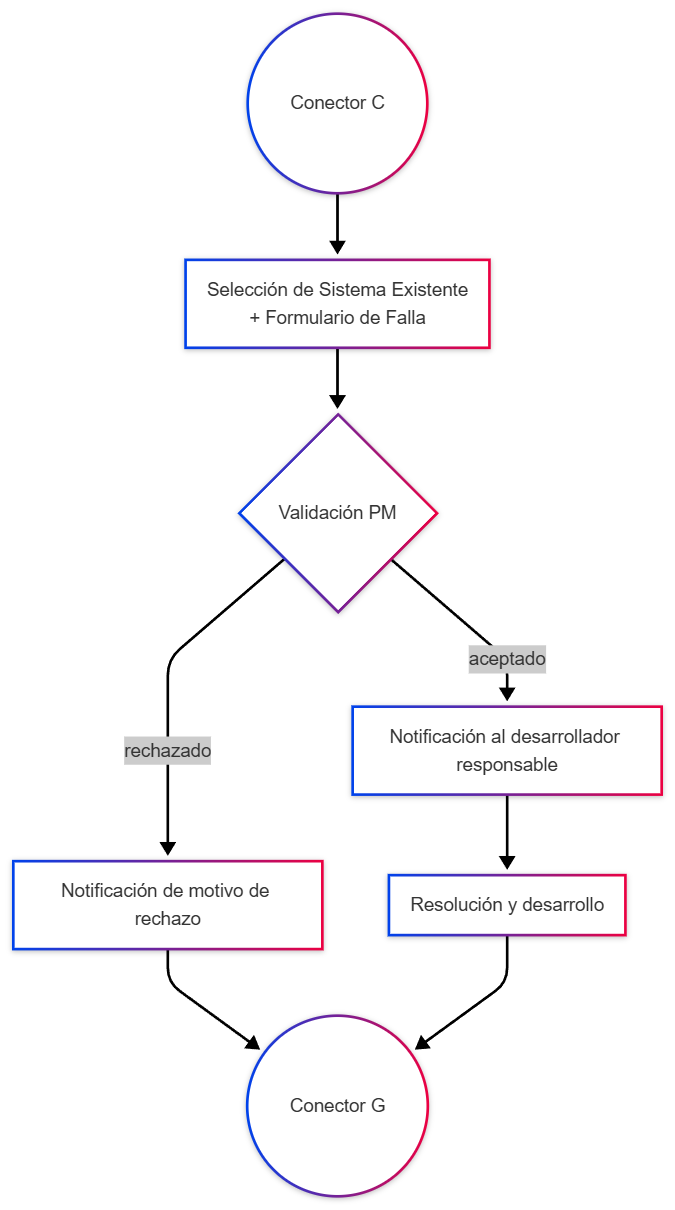 Conector C
Selección de Sistema Existente
+ Formulario de Falla
Validación PM
aceptado
Notificación al desarrollador
responsable
rechazado
Notificación de motivo de
rechazo
Resolución y desarrollo
Conector G